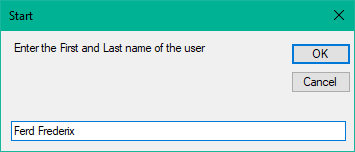 Start
Enter the First and Last name of the user
OK
Cancel
Ferd Frederix